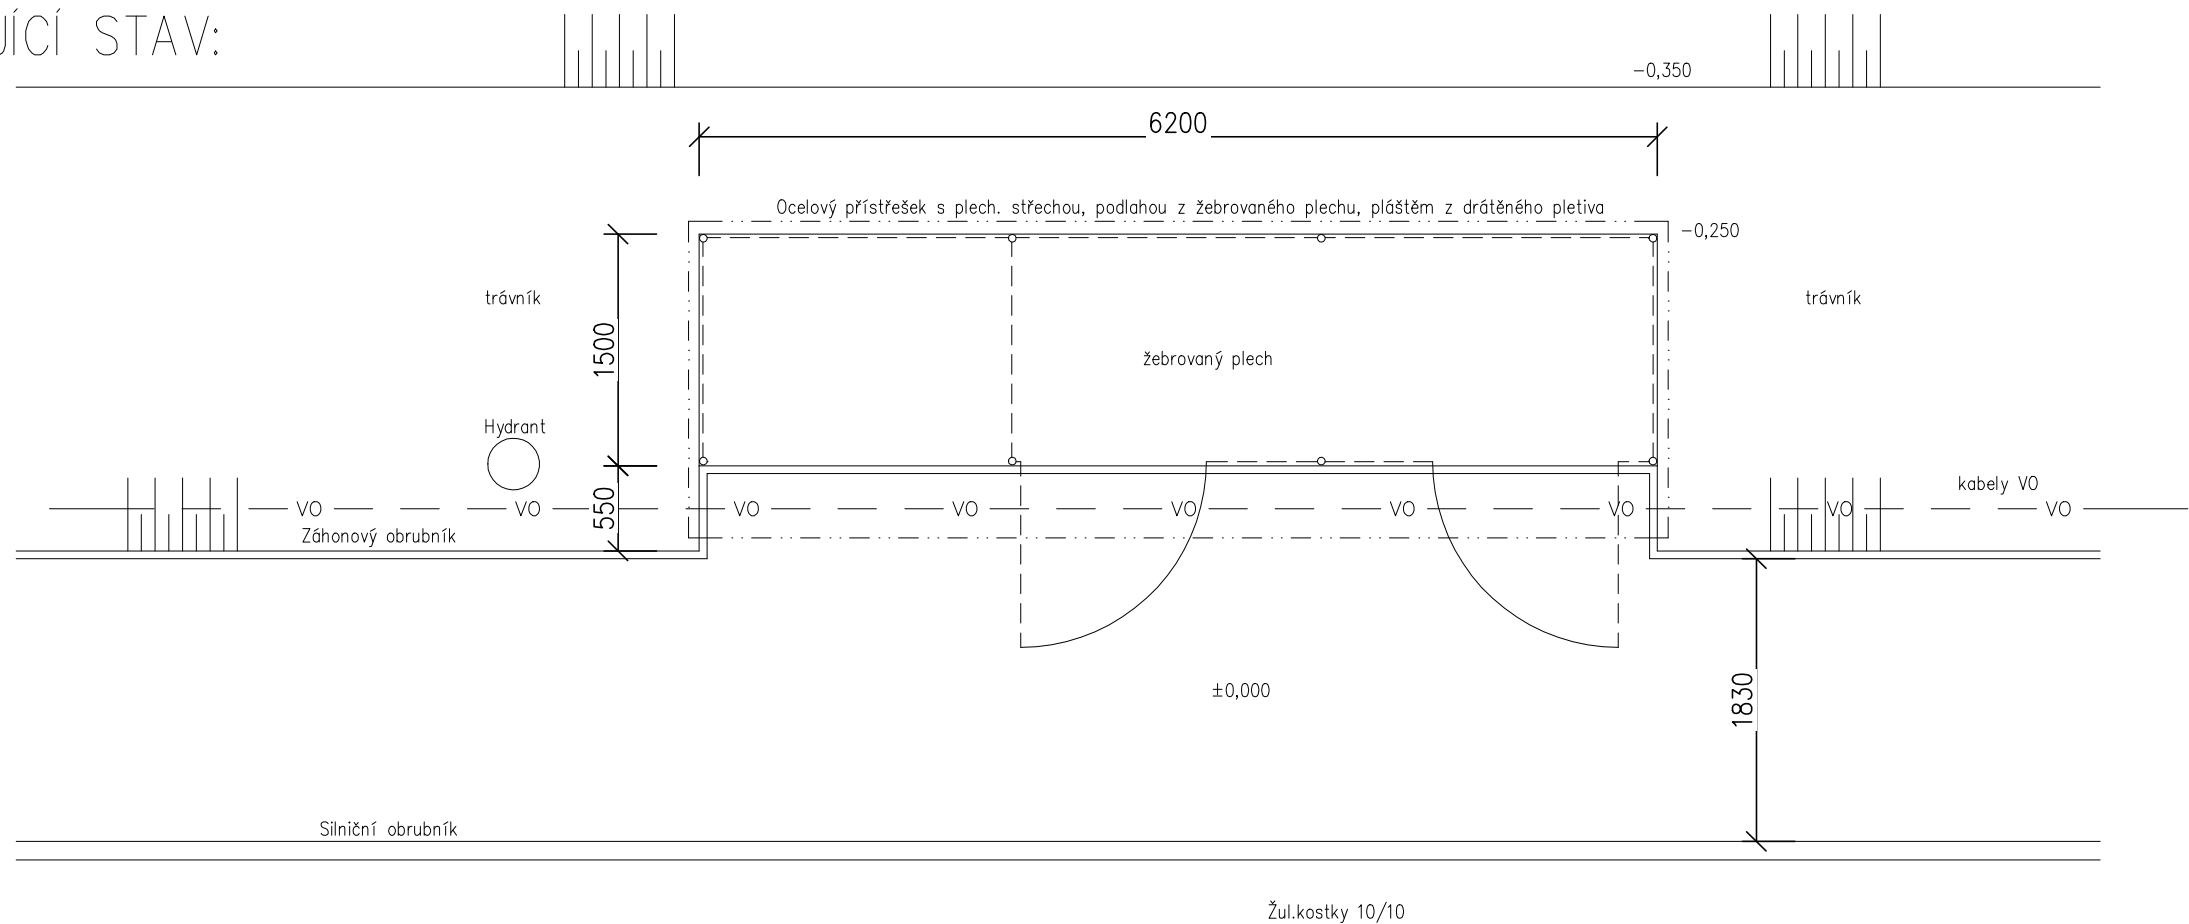 JÍCÍ STAV:
-0,350
6200
Ocelový přístřešek s plech. střechou, podlahou z žebrovaného plechu, pláštěm z drátěného pletiva
-0,250
trávník
trávník
1500
žebrovaný plech
Hydrant
550
kabely VO
VO VO VO VO VO VO VO VO VO
Záhonový obrubník
1830
±0,000
Silniční obrubník
Žul.kostky 10/10